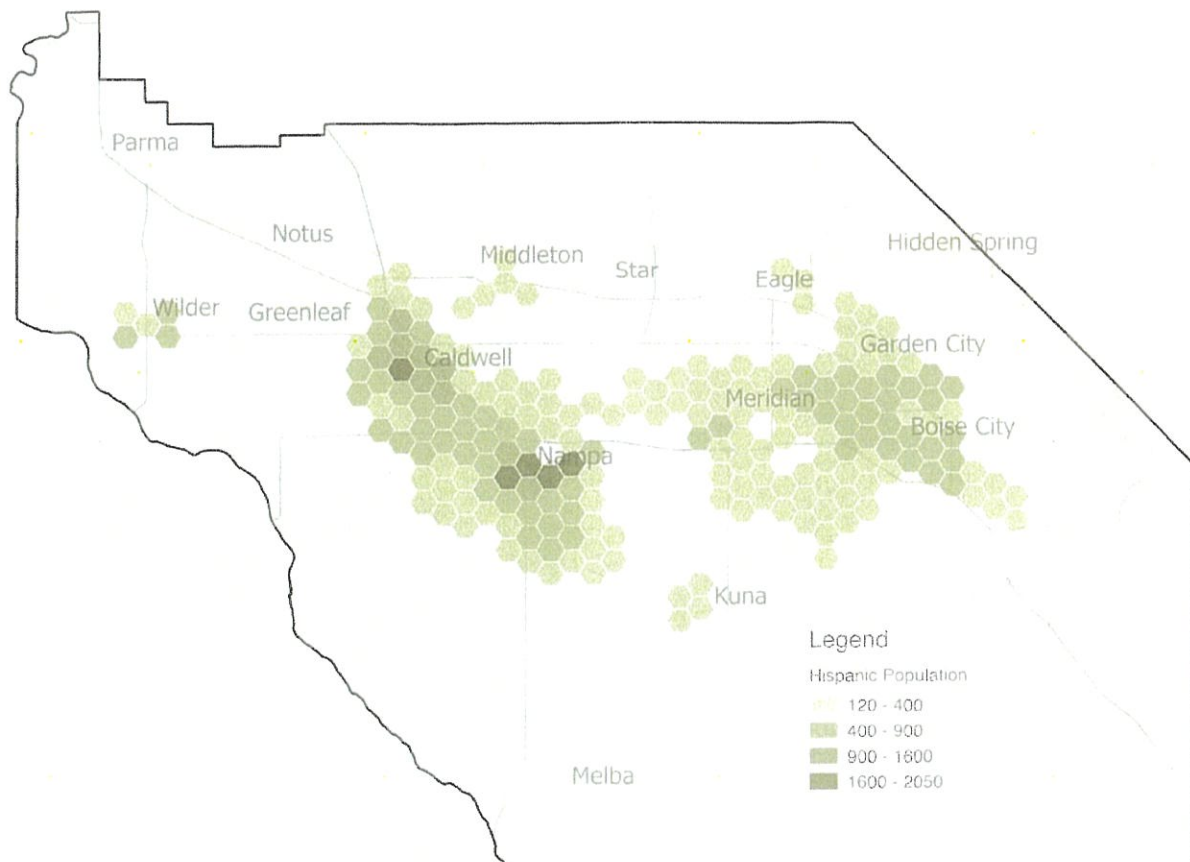 Parma
Notus
Hidden Spring
Middleton
Star
Eagle
Wilder
Greenleaf
Garden City
Caldwell
Meridian
Boise City
Nampa
Kuna
Legend
Hispanic Population
120 - 400
400 - 900
900 - 1600
1600 - 2050
Melba